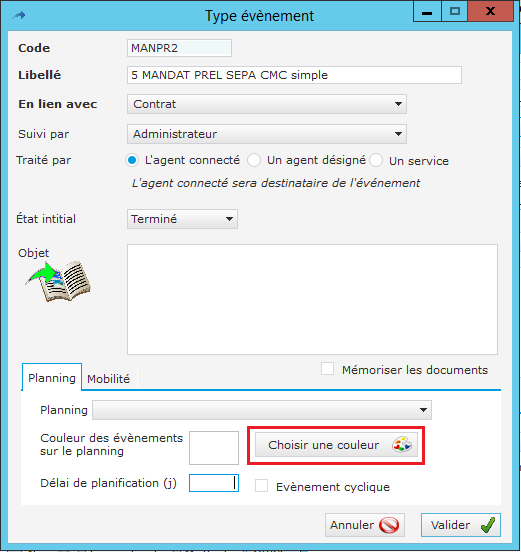 Type évènement
Code MANPR2
Libellé 5 MANDAT PREL SEPA CMC simple
En lien avec Contrat
Suivi par Administrateur
Traité par L'agent connecté Un agent désigné Un service
L'agent connecté sera destinataire de l'événement
État intitial Terminé
Objet
Mémoriser les documents
Planning Mobilité
Planning
Couleur des évènements
sur le planning
Choisir une couleur
Délai de planification (j) Evènement cyclique
Annuler Valider